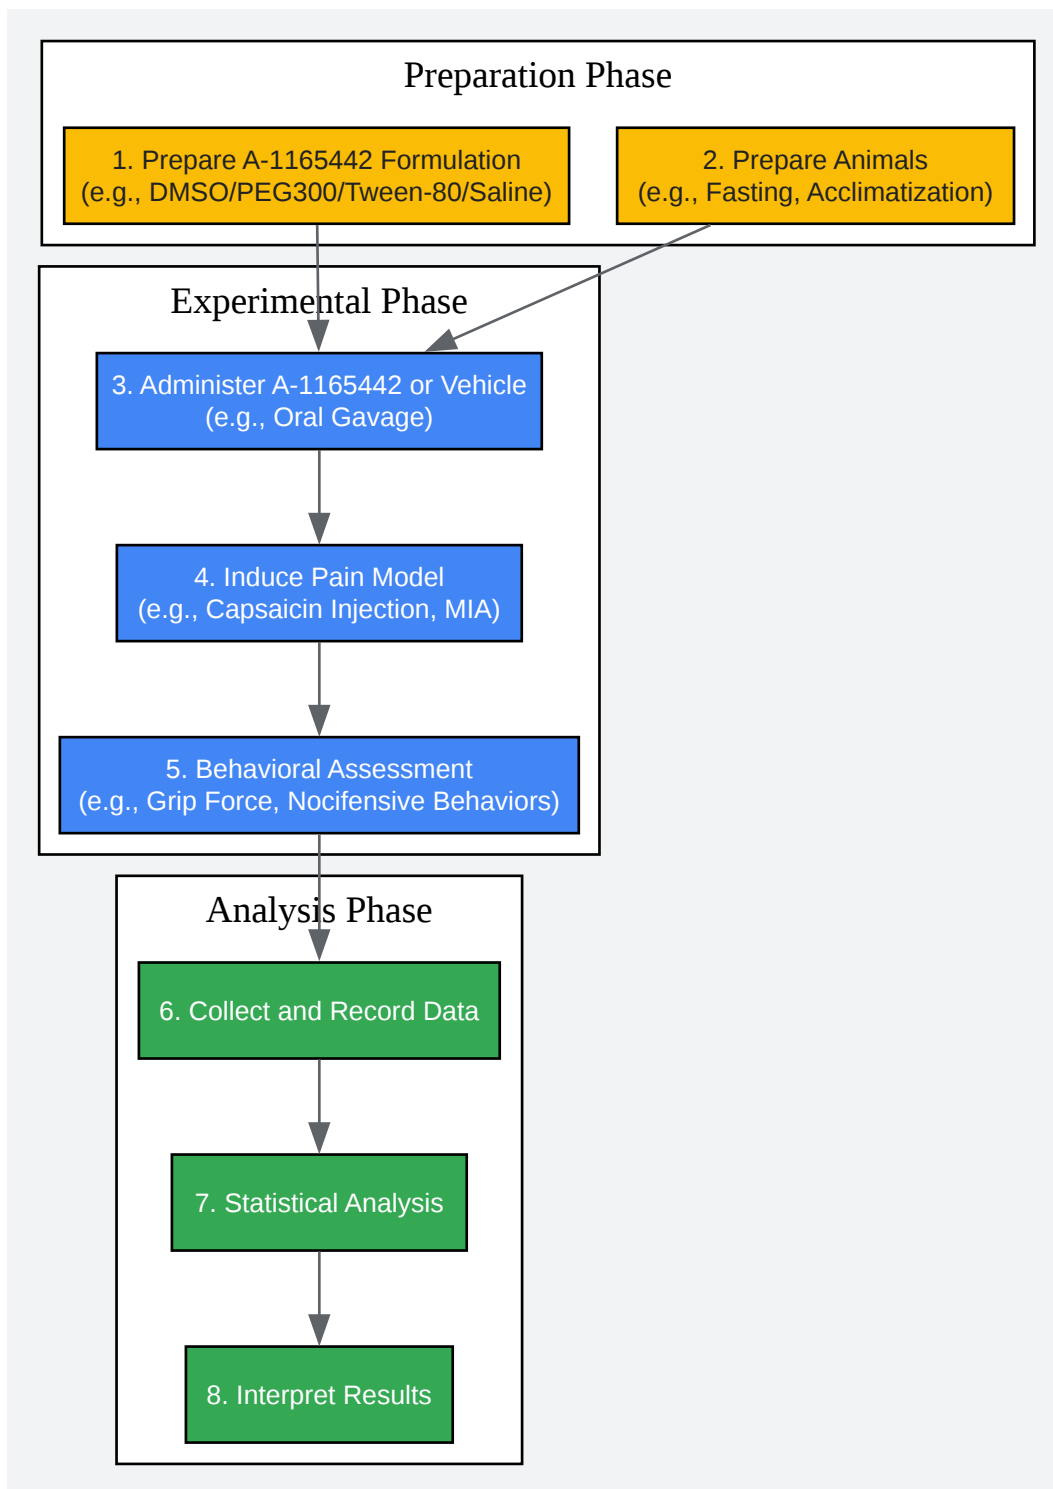 Preparation Phase
1. Prepare A-1165442 Formulation
(e.g., DMSO/PEG300/Tween-80/Saline)
2. Prepare Animals
(e.g., Fasting, Acclimatization)
Experimental Phase
3. Administer A-1165442 or Vehicle
(e.g., Oral Gavage)
4. Induce Pain Model
(e.g., Capsaicin Injection, MIA)
5. Behavioral Assessment
(e.g., Grip Force, Nocifensive Behaviors)
Analysis Phase
6. Collect and Record Data
7. Statistical Analysis
8. Interpret Results